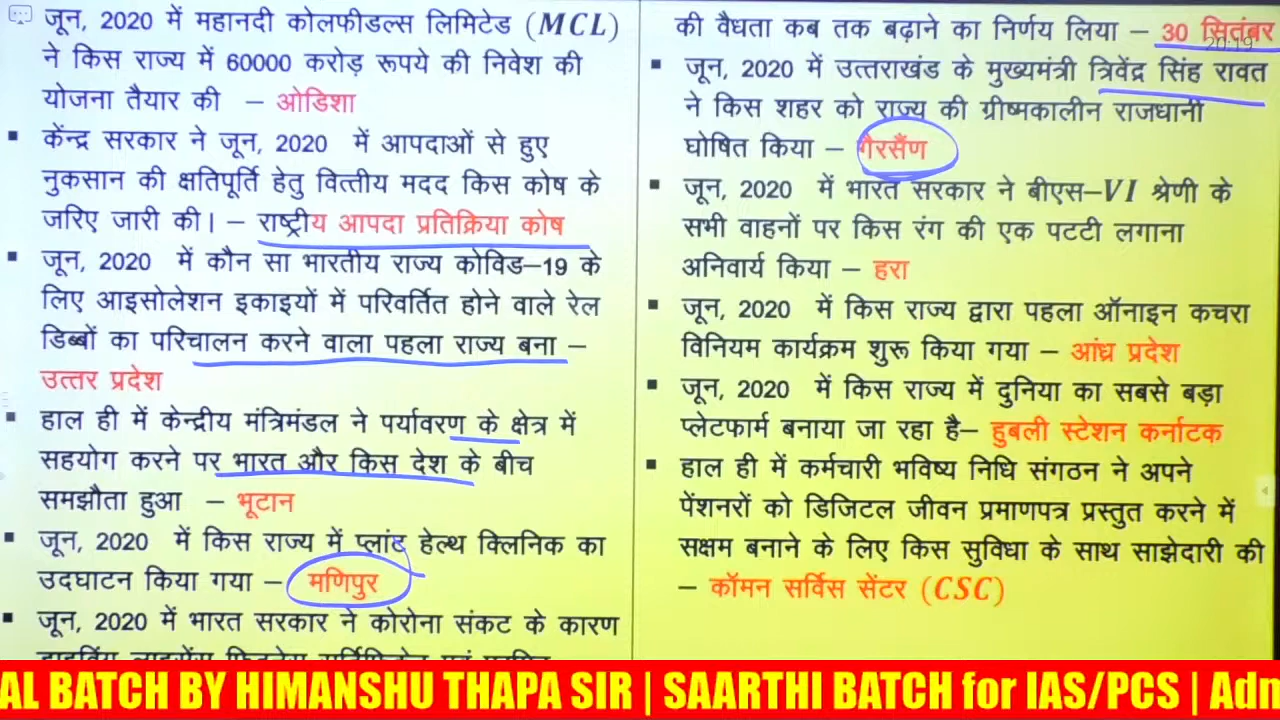 जून, 2020 में महानदी कोलफीडल्स लिमिटेड (MCL)
ने किस राज्य में 60000 करोड़ रूपये की निवेश की
योजना तैयार की – ओडिशा
▪ केंन्द्र सरकार ने जून, 2020 में आपदाओं से हुए
नुकसान की क्षतिपूर्ति हेतु वित्तीय मदद किस कोष के
जरिए जारी की। – राष्ट्रीय आपदा प्रतिक्रिया कोष
▪ जून, 2020 में कौन सा भारतीय राज्य कोविड–19 के
लिए आइसोलेशन इकाइयों में परिवर्तित होने वाले रेल
डिब्बों का परिचालन करने वाला पहला राज्य बना –
उत्तर प्रदेश
▪ हाल ही में केन्द्रीय मंत्रिमंडल ने पर्यावरण के क्षेत्र में
सहयोग करने पर भारत और किस देश के बीच
समझौता हुआ – भूटान
▪ जून, 2020 में किस राज्य में प्लांट हेल्थ क्लिनिक का
उदघाटन किया गया – मणिपुर
▪ जून, 2020 में भारत सरकार ने कोरोना संकट के कारण
की वैधता कब तक बढ़ाने का निर्णय लिया – 30 सितंबर
20:19
▪ जून, 2020 में उत्तराखंड के मुख्यमंत्री त्रिवेंद्र सिंह रावत
ने किस शहर को राज्य की ग्रीष्मकालीन राजधानी
घोषित किया – गैरसैंण
▪ जून, 2020 में भारत सरकार ने बीएस–VI श्रेणी के
सभी वाहनों पर किस रंग की एक पटटी लगाना
अनिवार्य किया – हरा
▪ जून, 2020 में किस राज्य द्वारा पहला ऑनाइन कचरा
विनियम कार्यक्रम शुरू किया गया – आंध्र प्रदेश
▪ जून, 2020 में किस राज्य में दुनिया का सबसे बड़ा
प्लेटफार्म बनाया जा रहा है– हुबली स्टेशन कर्नाटक
▪ हाल ही में कर्मचारी भविष्य निधि संगठन ने अपने
पेंशनरों को डिजिटल जीवन प्रमाणपत्र प्रस्तुत करने में
सक्षम बनाने के लिए किस सुविधा के साथ साझेदारी की
– कॉमन सर्विस सेंटर (CSC)
AL BATCH BY HIMANSHU THAPA SIR | SAARTHI BATCH for IAS/PCS | Adm